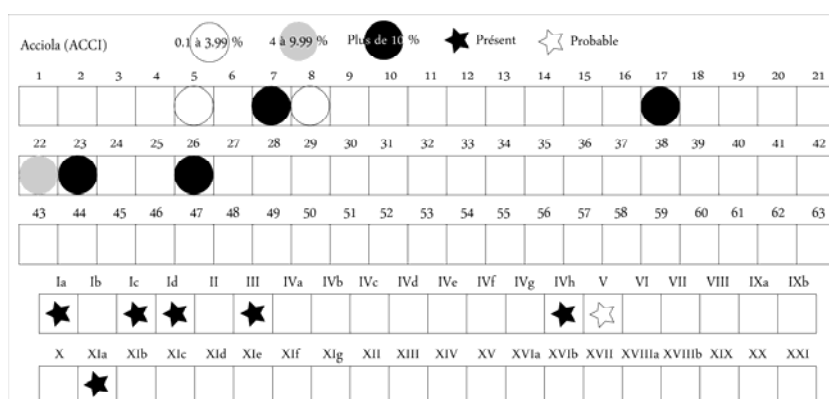 Acciola (ACCI) 0.1 à 3.99 % 4 à 9.99 % Plus de 10 % Présent Probable
1 2 3 4 5 6 7 8 9 10 11 12 13 14 15 16 17 18 19 20 21
22 23 24 25 26 27 28 29 30 31 32 33 34 35 36 37 38 39 40 41 42
43 44 45 46 47 48 49 50 51 52 53 54 55 56 57 58 59 60 61 62 63
Ia Ib Ic Id II III IVa IVb IVc IVd IVe IVf IVg IVh V VI VII VIII IXa IXb
X XIa XIb XIc XId XIe XIf XIg XII XIII XIV XV XVIa XVIb XVII XVIIIa XVIIIb XIX XX XXI